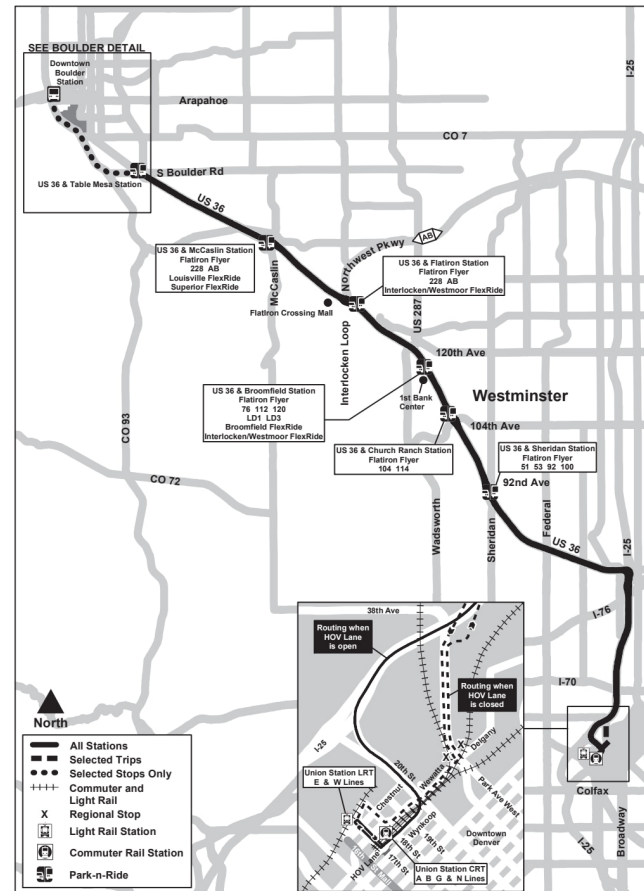 SEE BOULDER DETAIL
Downtown
Boulder
Station
Arapahoe
I-25
CO 7
S Boulder Rd
US 36 & Table Mesa Station
US 36
US 36 & McCaslin Station
Flatiron Flyer
228 AB
Louisville FlexRide
Superior FlexRide
McCaslin
Northwest Pkwy
AB
US 36 & Flatiron Station
Flatiron Flyer
228 AB
Interlocken/Westmoor FlexRide
FlatIron Crossing Mall
Interlocken Loop
US 287
120th Ave
US 36 & Broomfield Station
Flatiron Flyer
76 112 120
LD1 LD3
Broomfield FlexRide
Interlocken/Westmoor FlexRide
1st Bank
Center
Westminster
104th Ave
CO 93
US 36 & Church Ranch Station
Flatiron Flyer
104 114
US 36 & Sheridan Station
Flatiron Flyer
51 53 92 100
92nd Ave
CO 72
Wadsworth
Sheridan
Federal
US 36
I-25
I-76
I-70
38th Ave
Routing when
HOV Lane
is open
Routing when
HOV Lane
is closed
I-25
20th St
Wewatta
Delgany
X
X
Park Ave West
Union Station LRT
E & W Lines
Chestnut
Wynkoop
19th St
18th St
17th St
HOV Lane
Downtown
Denver
Union Station CRT
A B G & N Lines
Colfax
I-25
Broadway
North
All Stations
Selected Trips
Selected Stops Only
Commuter and
Light Rail
X Regional Stop
Light Rail Station
Commuter Rail Station
Park-n-Ride